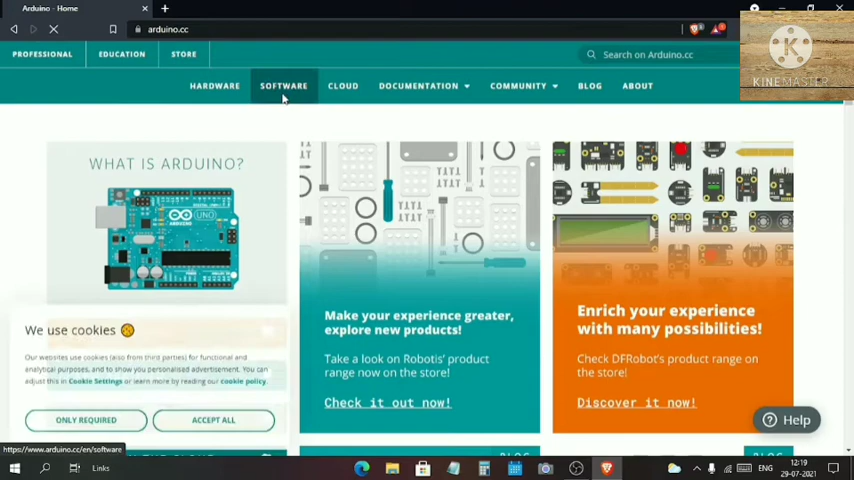 Arduino - Home
arduino.cc
PROFESSIONAL
EDUCATION
STORE
Search on Arduino.cc
HARDWARE
SOFTWARE
CLOUD
DOCUMENTATION
COMMUNITY
BLOG
ABOUT
K
KINEMASTER
WHAT IS ARDUINO?
UNO
Make your experience greater,
explore new products!
Take a look on Robotis' product
range now on the store!
Check it out now!
Enrich your experience
with many possibilities!
Check DFRobot's product range on
the store!
Discover it now!
We use cookies
Our websites use cookies (also from third parties) for functional and
analytical purposes, and to show you personalised advertisement. You can
adjust this in Cookie Settings or learn more by reading our cookie policy.
ONLY REQUIRED
ACCEPT ALL
Help
https://www.arduino.cc/en/software
Links
ENG
12:19
29-07-2021